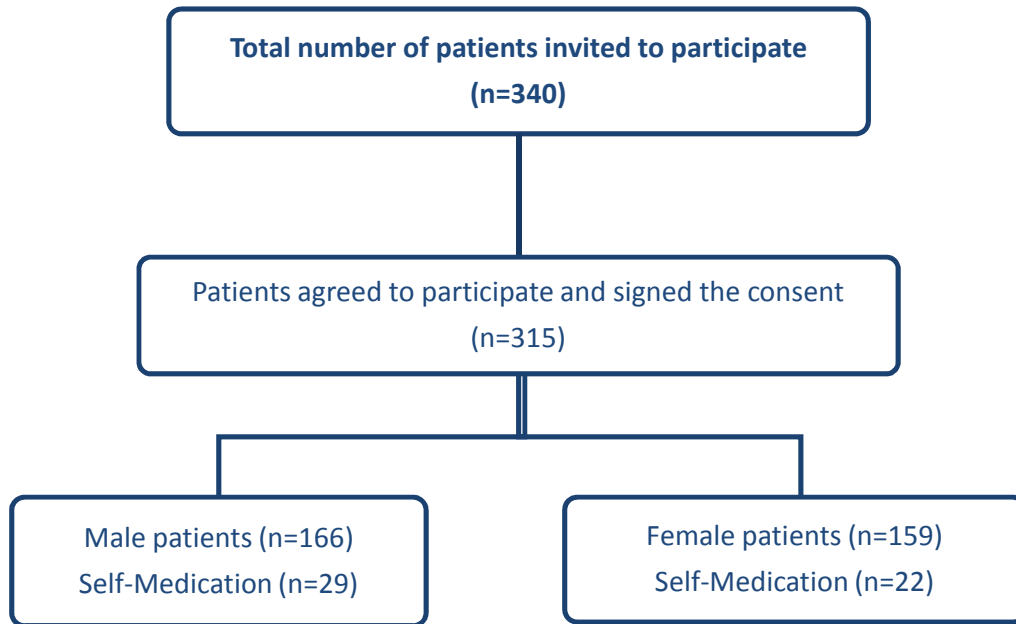 Total number of patients invited to participate
(n=340)
Patients agreed to participate and signed the consent
(n=315)
Male patients (n=166)
Self-Medication (n=29)
Female patients (n=159)
Self-Medication (n=22)